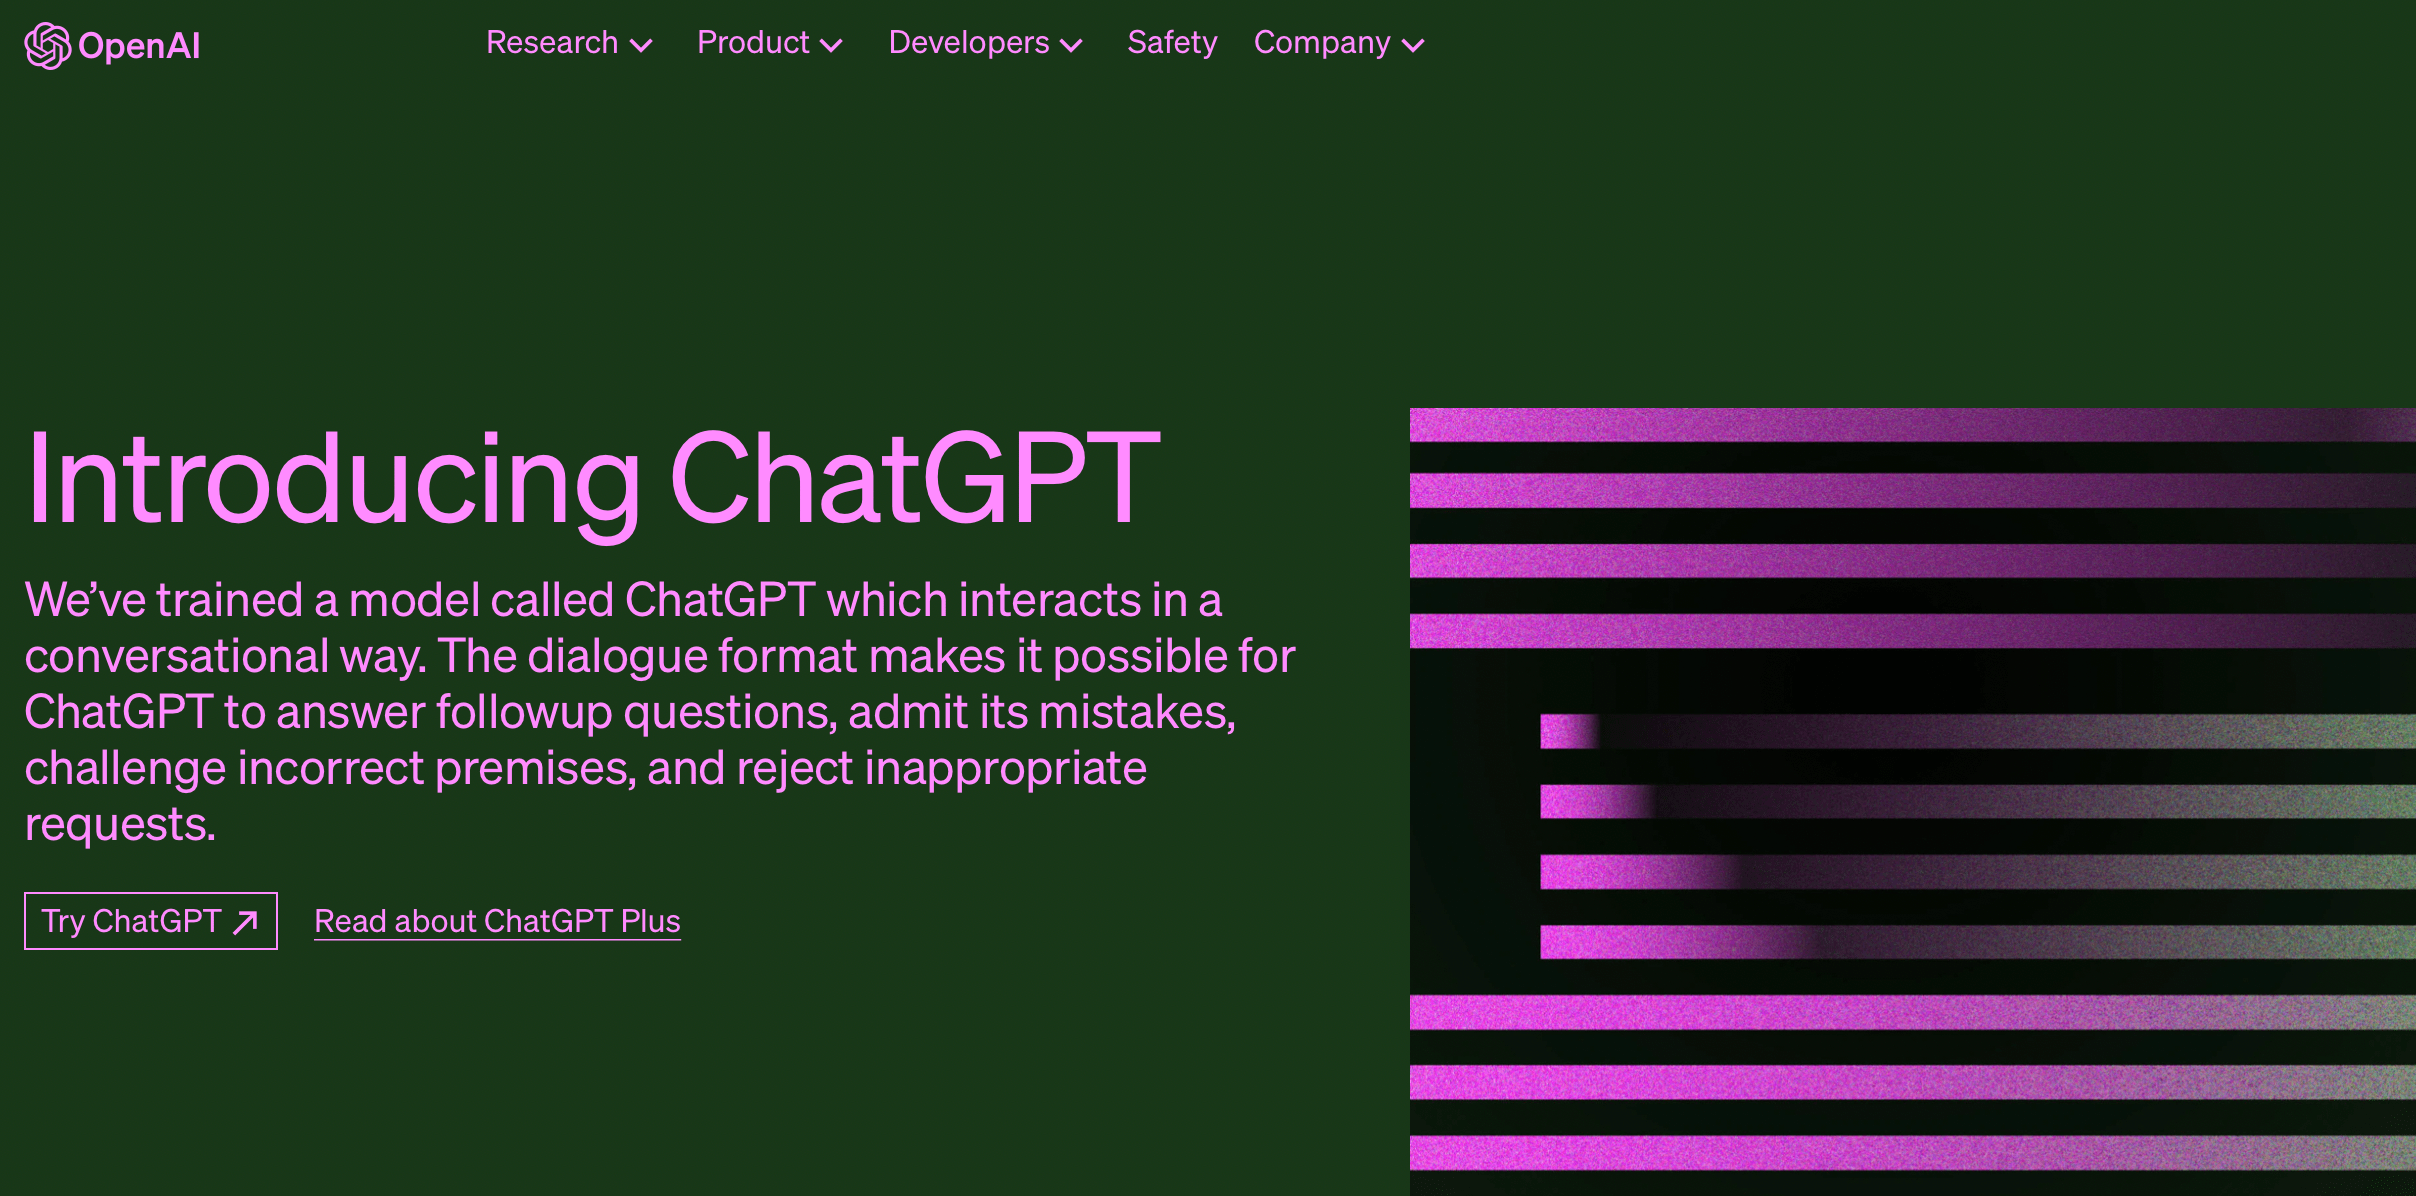 OpenAI
Research
Product
Developers
Safety
Company
Introducing ChatGPT
We’ve trained a model called ChatGPT which interacts in a
conversational way. The dialogue format makes it possible for
ChatGPT to answer followup questions, admit its mistakes,
challenge incorrect premises, and reject inappropriate
requests.
Try ChatGPT
Read about ChatGPT Plus